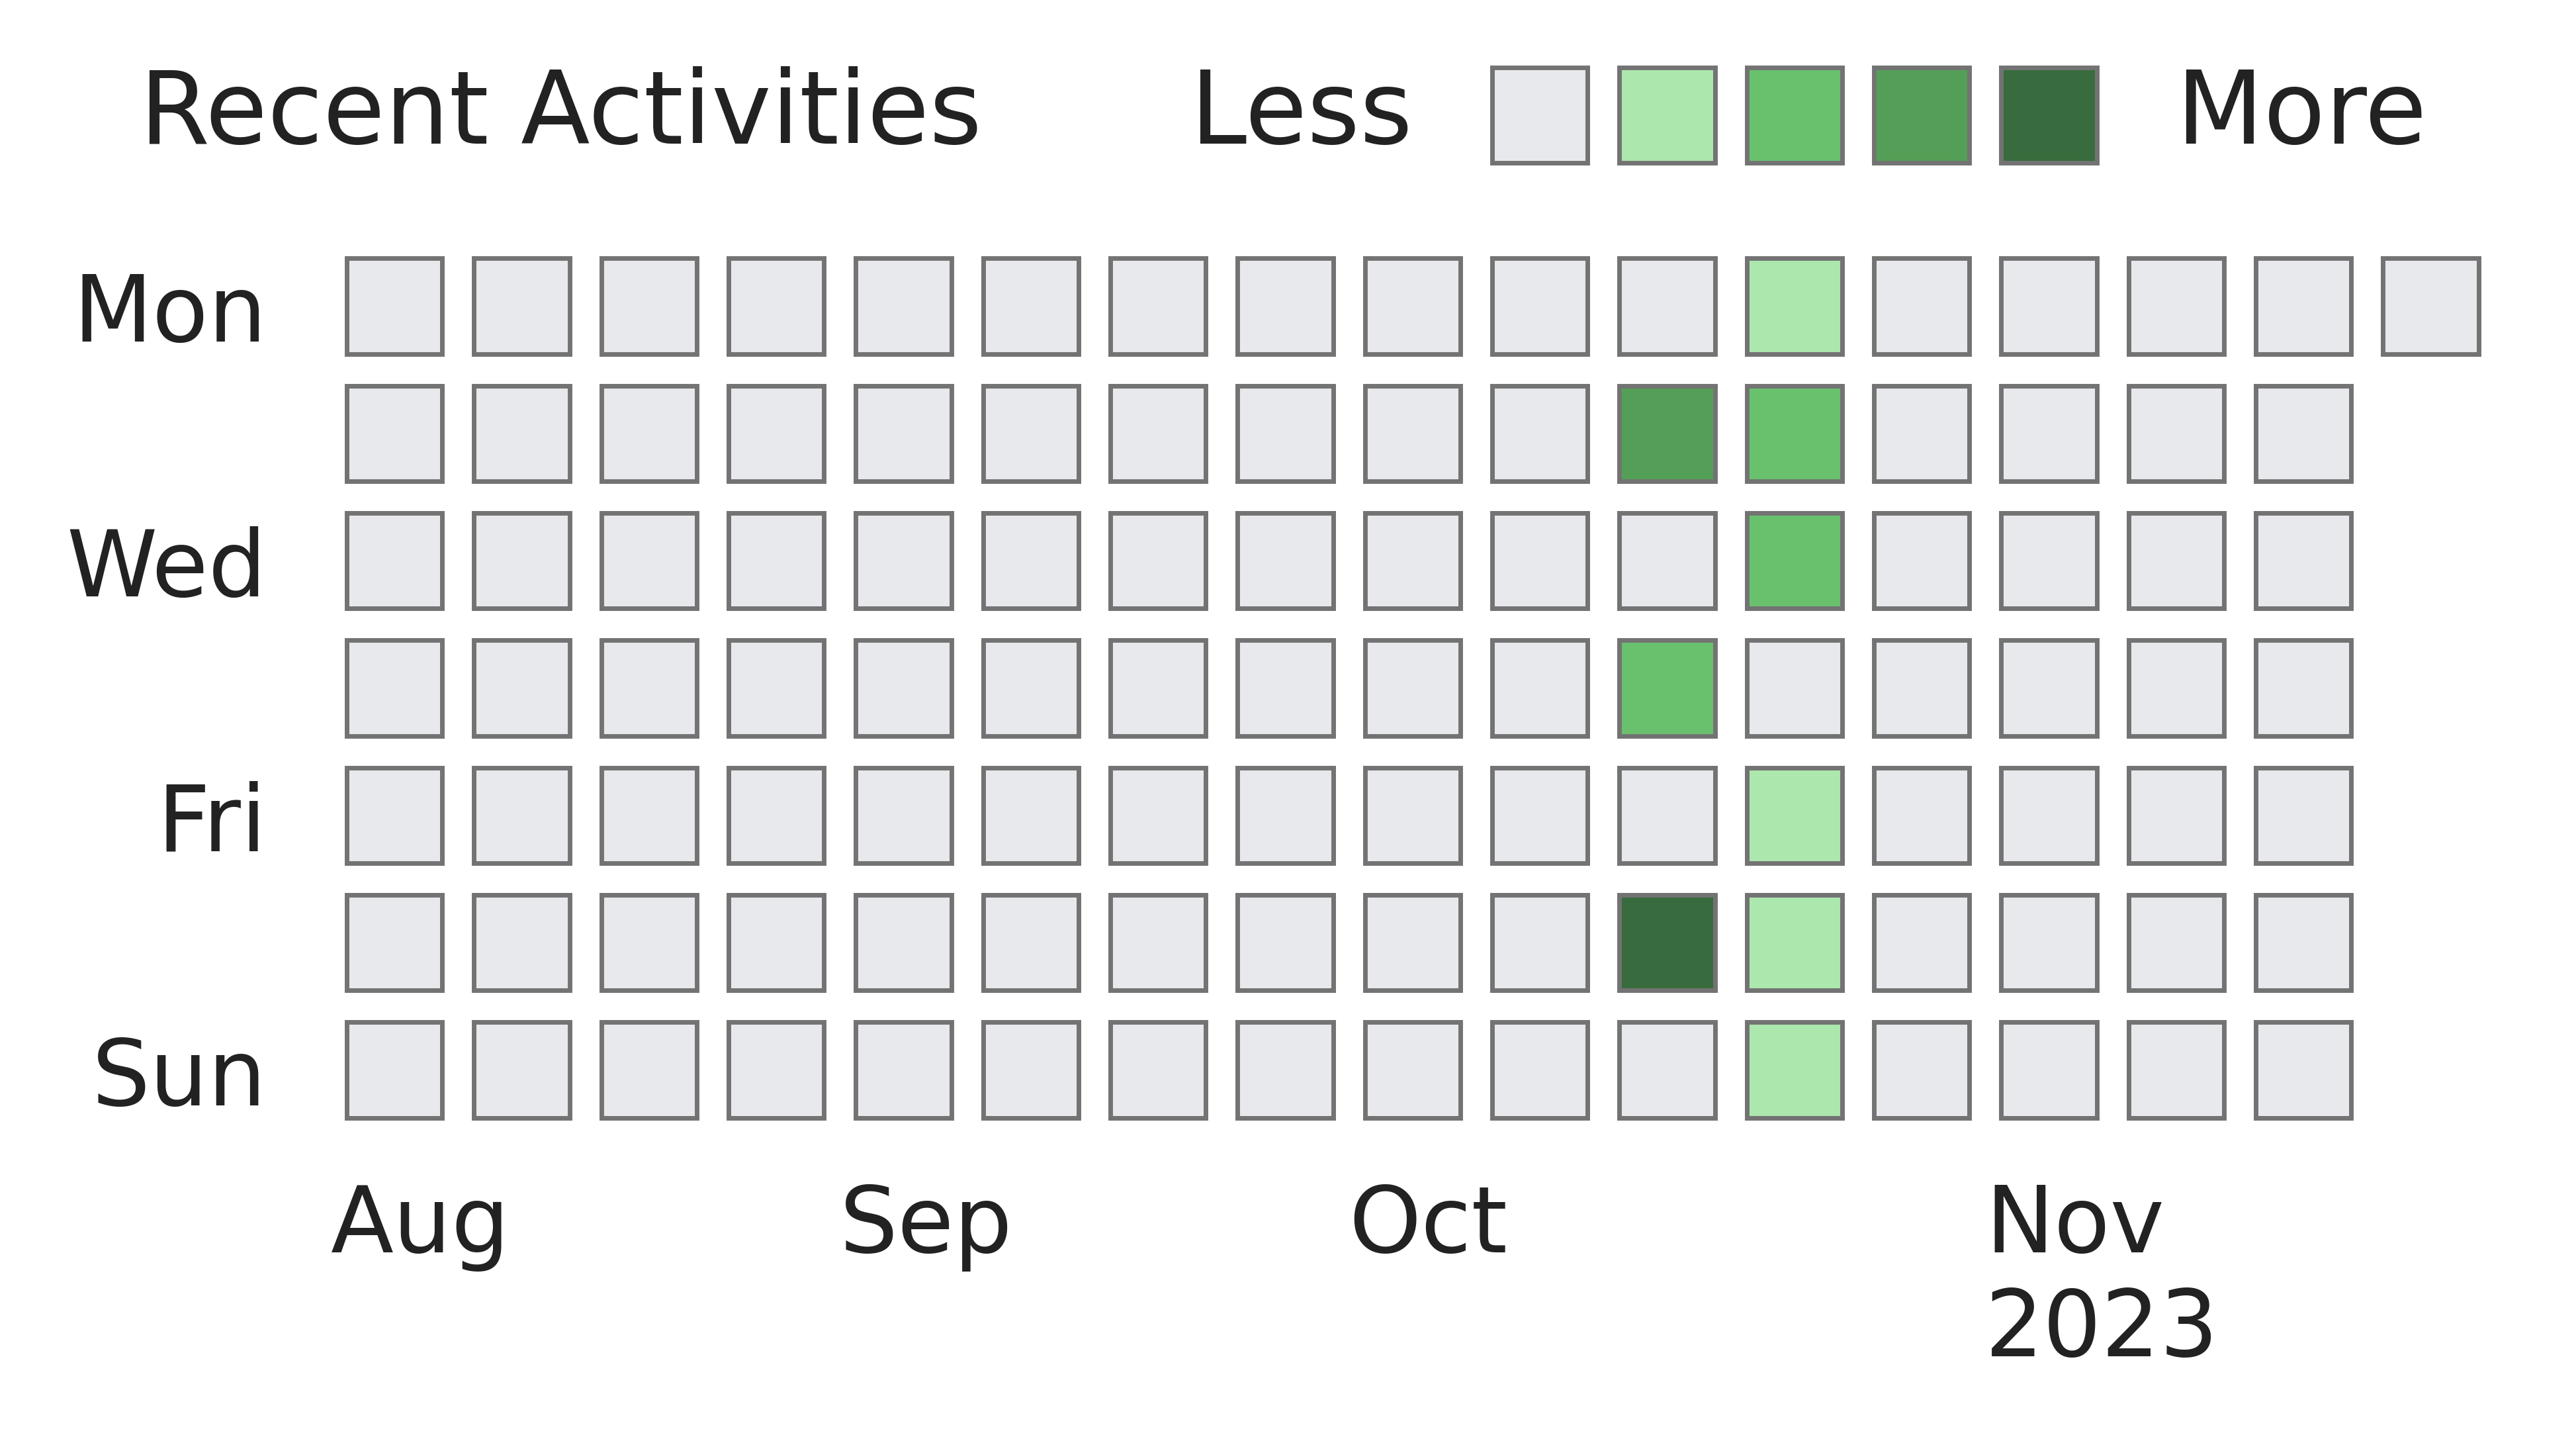 Recent Activities Less More
Mon
Wed
Fri
Sun
Aug Sep Oct Nov
2023